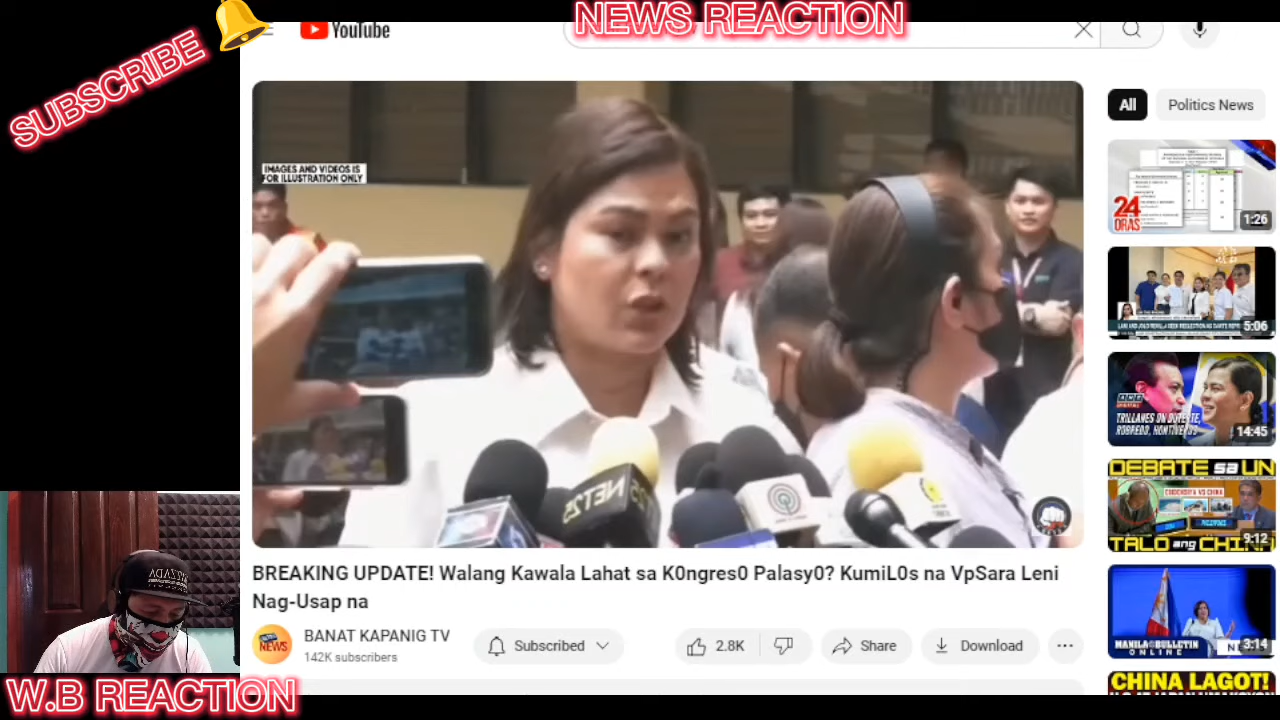 SUBSCRIBE
NEWS REACTION
YouTube
All
Politics News
IMAGES AND VIDEOS IS
FOR ILLUSTRATION ONLY
NET25
24
ORAS
1:26
5:06
TRILLANES ON DUTERTE,
ROBREDO, HONTIVEROS
14:45
DEBATE sa UN
TALO ang CHINA
9:12
MANILA BULLETIN
ONLINE
3:14
CHINA LAGOT!
BREAKING UPDATE! Walang Kawala Lahat sa K0ngres0 Palasy0? KumiL0s na VpSara Leni
Nag-Usap na
NEWS
BANAT KAPANIG TV
142K subscribers
Subscribed
2.8K
Share
Download
W.B REACTION